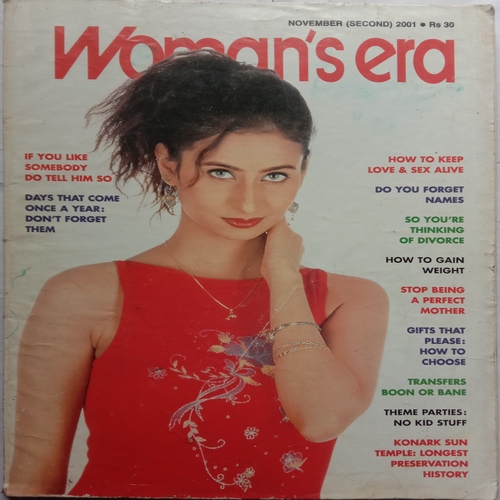 NOVEMBER (SECOND) 2001 • Rs 30
Woman's era
IF YOU LIKE
SOMEBODY
DO TELL HIM SO
DAYS THAT COME
ONCE A YEAR:
DON'T FORGET
THEM
HOW TO KEEP
LOVE & SEX ALIVE
DO YOU FORGET
NAMES
SO YOU'RE
THINKING
OF DIVORCE
HOW TO GAIN
WEIGHT
STOP BEING
A PERFECT
MOTHER
GIFTS THAT
PLEASE:
HOW TO
CHOOSE
TRANSFERS
BOON OR BANE
THEME PARTIES:
NO KID STUFF
KONARK SUN
TEMPLE: LONGEST
PRESERVATION
HISTORY